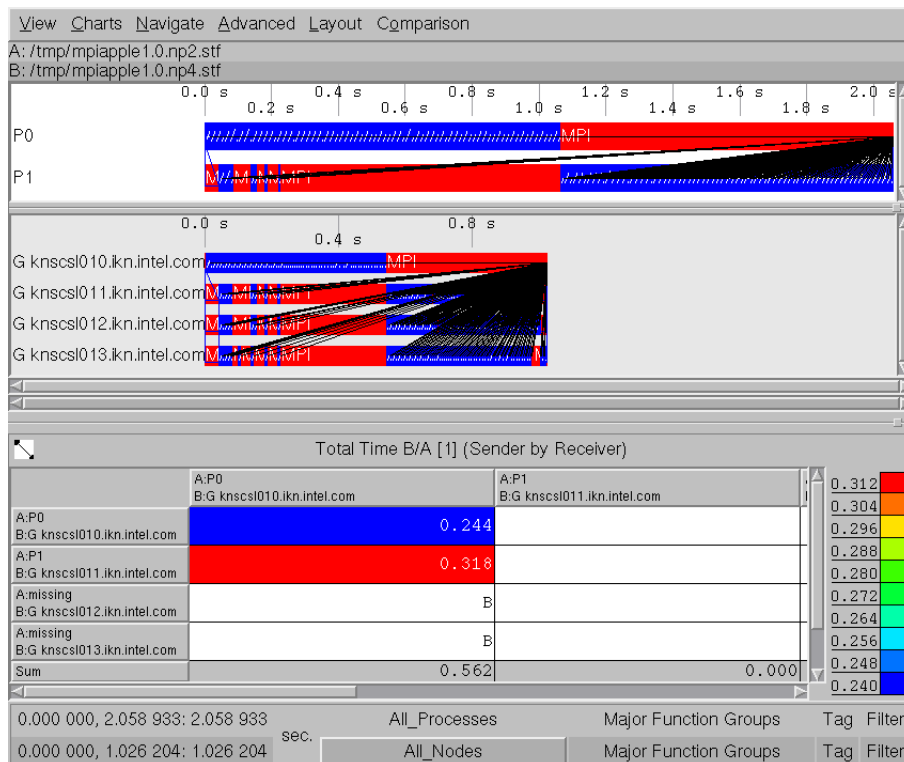 View Charts Navigate Advanced Layout Comparison
A: /tmp/mpiapple1.0.np2.stf
B: /tmp/mpiapple1.0.np4.stf
0.0 s 0.4 s 0.8 s 1.2 s 1.6 s 2.0 s
0.2 s 0.6 s 1.0 s 1.4 s 1.8 s
P0 MPI
P1 MPI
0.0 s 0.8 s
0.4 s
G knscsl010.ikn.intel.com MPI
G knscsl011.ikn.intel.com MPI
G knscsl012.ikn.intel.com MPI
G knscsl013.ikn.intel.com MPI
Total Time B/A [1] (Sender by Receiver)
A:P0 A:P1
B:G knscsl010.ikn.intel.com B:G knscsl011.ikn.intel.com
A:P0
B:G knscsl010.ikn.intel.com 0.244
A:P1
B:G knscsl011.ikn.intel.com 0.318
A:missing
B:G knscsl012.ikn.intel.com B
A:missing
B:G knscsl013.ikn.intel.com B
Sum 0.562 0.000
0.312
0.304
0.296
0.288
0.280
0.272
0.264
0.256
0.248
0.240
0.000 000, 2.058 933: 2.058 933 sec. All_Processes Major Function Groups Tag Filter
0.000 000, 1.026 204: 1.026 204 All_Nodes Major Function Groups Tag Filter